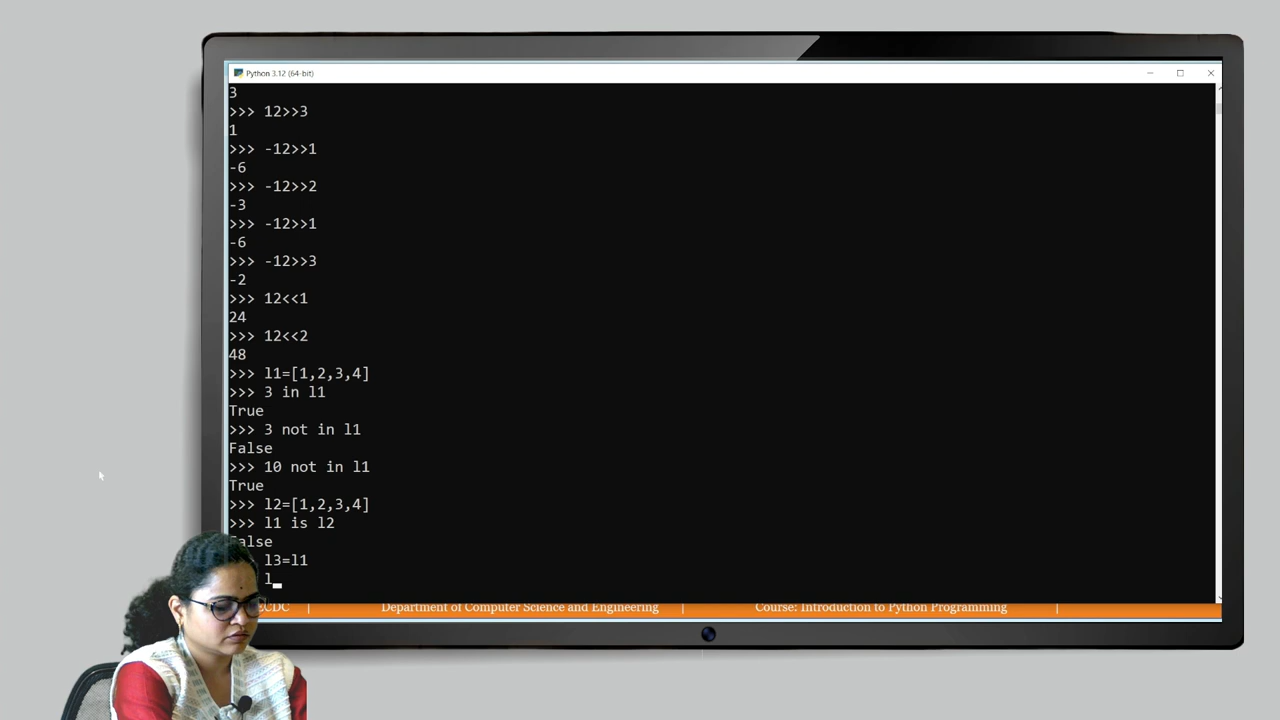 Python 3.12 (64-bit)
3
>>> 12>>3
1
>>> -12>>1
-6
>>> -12>>2
-3
>>> -12>>1
-6
>>> -12>>3
-2
>>> 12<<1
24
>>> 12<<2
48
>>> l1=[1,2,3,4]
>>> 3 in l1
True
>>> 3 not in l1
False
>>> 10 not in l1
True
>>> l2=[1,2,3,4]
>>> l1 is l2
False
l3=l1
l
ECDC | Department of Computer Science and Engineering | Course: Introduction to Python Programming |